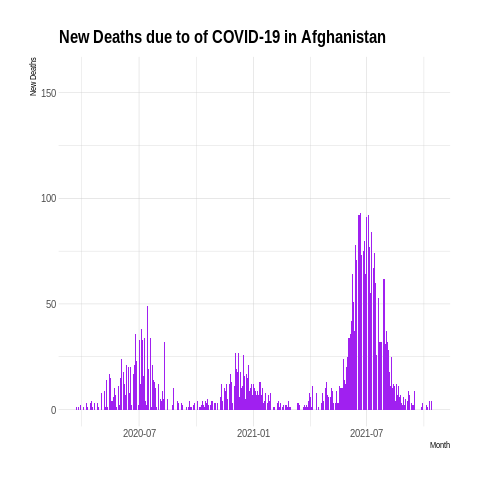 New Deaths due to of COVID-19 in Afghanistan
New Deaths
150
100
50
0
2020-07 2021-01 2021-07
Month